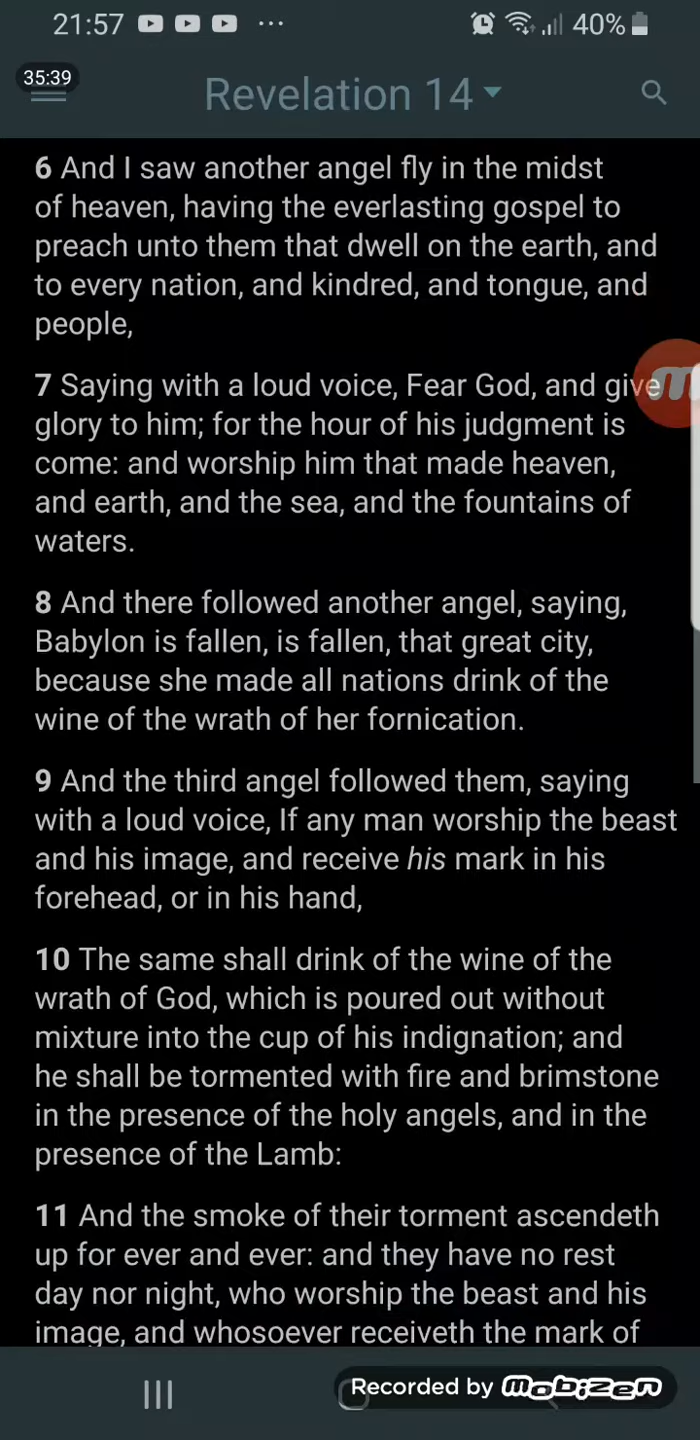 21:57 ... 40%
35:39
Revelation 14
6 And I saw another angel fly in the midst
of heaven, having the everlasting gospel to
preach unto them that dwell on the earth, and
to every nation, and kindred, and tongue, and
people,
7 Saying with a loud voice, Fear God, and give
glory to him; for the hour of his judgment is
come: and worship him that made heaven,
and earth, and the sea, and the fountains of
waters.
8 And there followed another angel, saying,
Babylon is fallen, is fallen, that great city,
because she made all nations drink of the
wine of the wrath of her fornication.
9 And the third angel followed them, saying
with a loud voice, If any man worship the beast
and his image, and receive his mark in his
forehead, or in his hand,
10 The same shall drink of the wine of the
wrath of God, which is poured out without
mixture into the cup of his indignation; and
he shall be tormented with fire and brimstone
in the presence of the holy angels, and in the
presence of the Lamb:
11 And the smoke of their torment ascendeth
up for ever and ever: and they have no rest
day nor night, who worship the beast and his
image, and whosoever receiveth the mark of
Recorded by mobizen